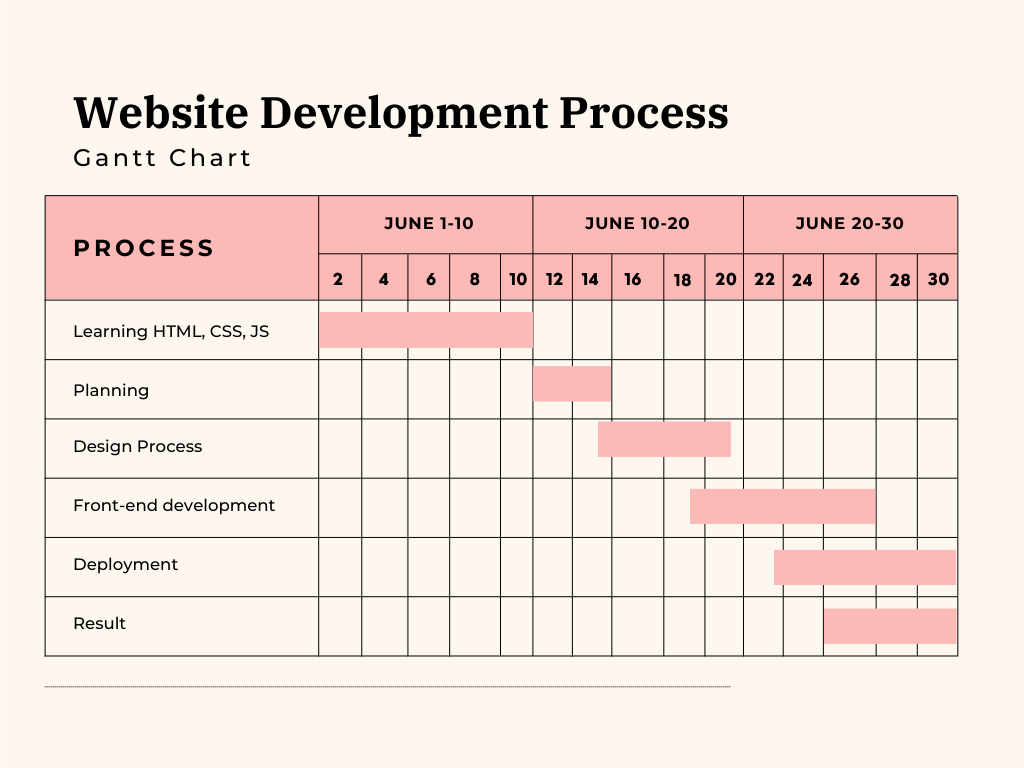 Website Development Process
Gantt Chart
PROCESS
JUNE 1-10 JUNE 10-20 JUNE 20-30
2 4 6 8 10 12 14 16 18 20 22 24 26 28 30
Learning HTML, CSS, JS
Planning
Design Process
Front-end development
Deployment
Result